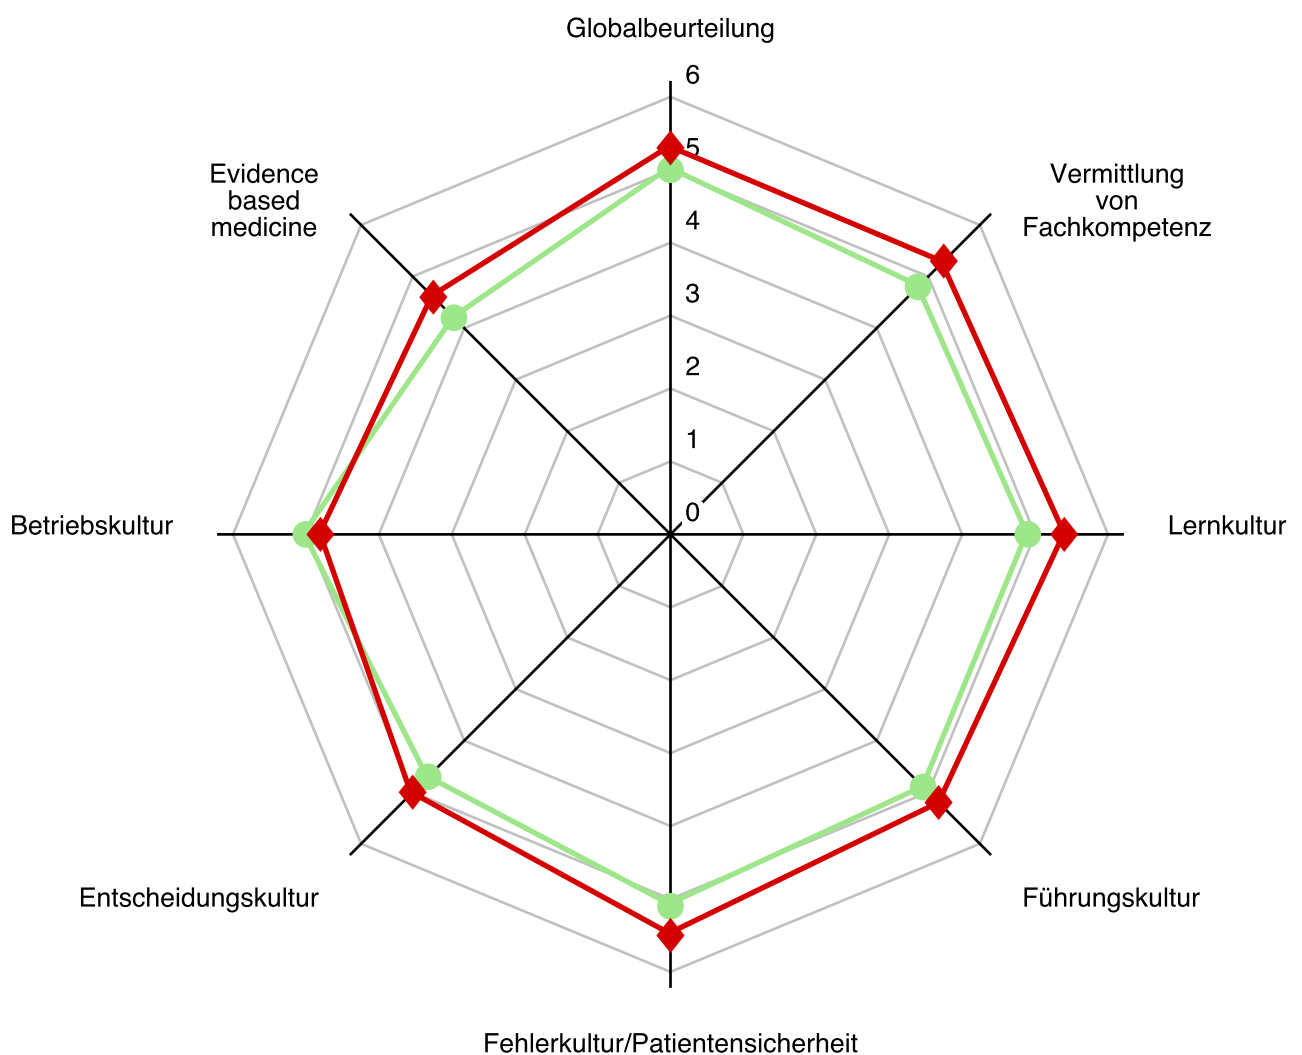 Globalbeurteilung
6
5
4
3
2
1
0
Evidence
based
medicine
Vermittlung
von
Fachkompetenz
Betriebskultur
Lernkultur
Entscheidungskultur
Führungskultur
Fehlerkultur/Patientensicherheit